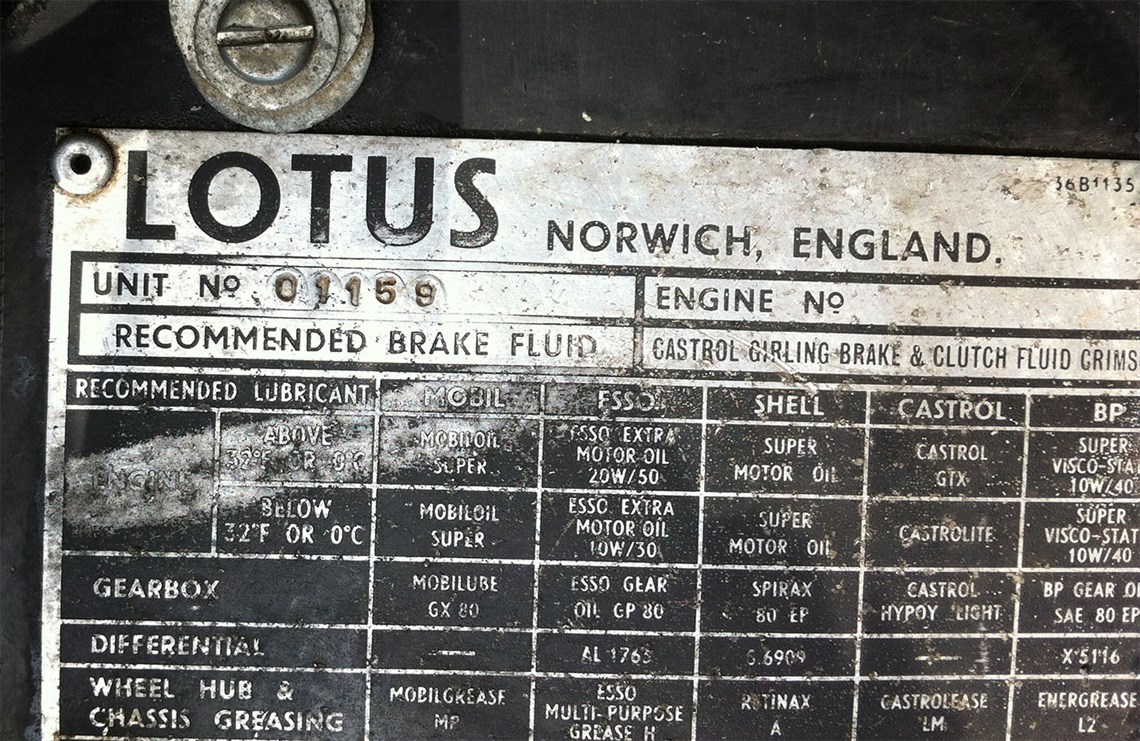 LOTUS NORWICH, ENGLAND.
36B1135
UNIT Nº 01159 ENGINE Nº
RECOMMENDED BRAKE FLUID CASTROL GIRLING BRAKE & CLUTCH FLUID CRIMS
RECOMMENDED LUBRICANT MOBIL ESSO SHELL CASTROL BP
ENGINE
ABOVE
32°F OR 0°C
MOBILOIL
SUPER
ESSO EXTRA
MOTOR OIL
20W/50
SUPER
MOTOR OIL
CASTROL
GTX
SUPER
VISCO-STA
10W/40
BELOW
32°F OR 0°C
MOBILOIL
SUPER
ESSO EXTRA
MOTOR OIL
10W/30
SUPER
MOTOR OIL
CASTROLITE
SUPER
VISCO-STAT
10W/40
GEARBOX
MOBILUBE
GX 80
ESSO GEAR
OIL GP 80
SPIRAX
80 EP
CASTROL
HYPOY LIGHT
BP GEAR OI
SAE 80 EP
DIFFERENTIAL — AL 1763 S.6909 — X 5116
WHEEL HUB &
CHASSIS GREASING
MOBILGREASE
MP
ESSO
MULTI-PURPOSE
GREASE H
RETINAX
A
CASTROLEASE
LM
ENERGREASE
L2